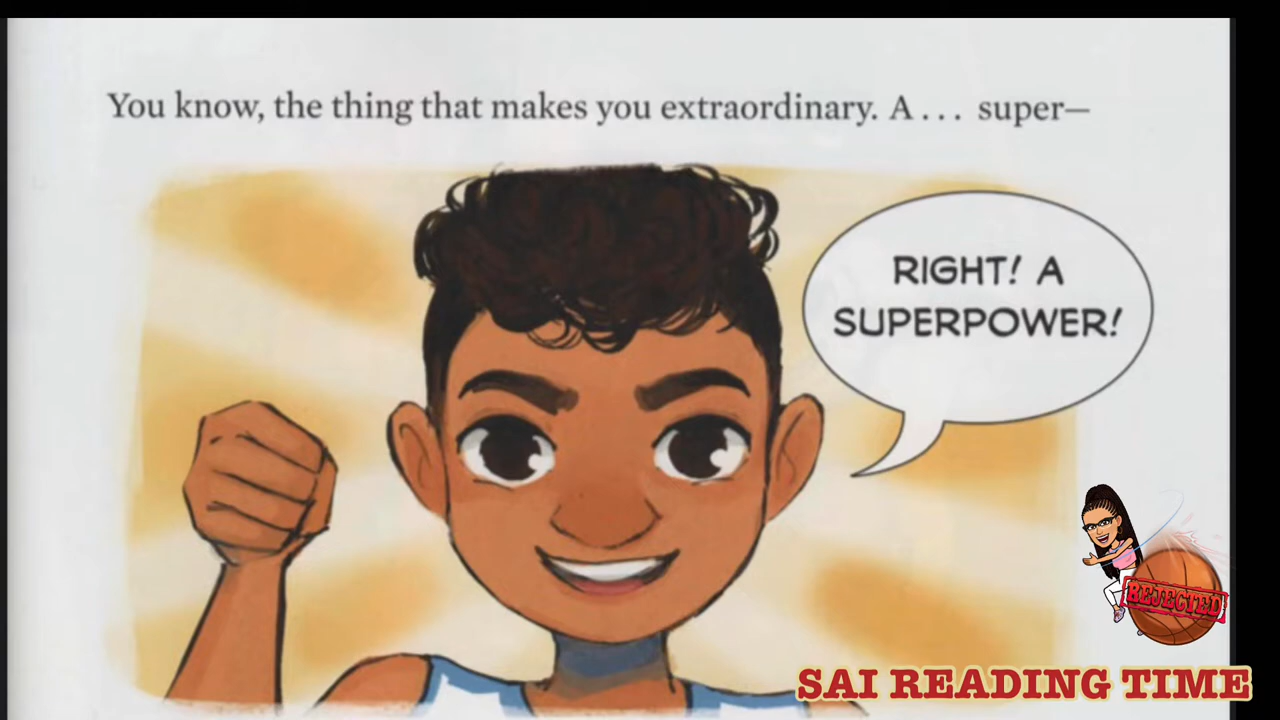 You know, the thing that makes you extraordinary. A . . . super—
RIGHT! A
SUPERPOWER!
REJECTED
SAI READING TIME